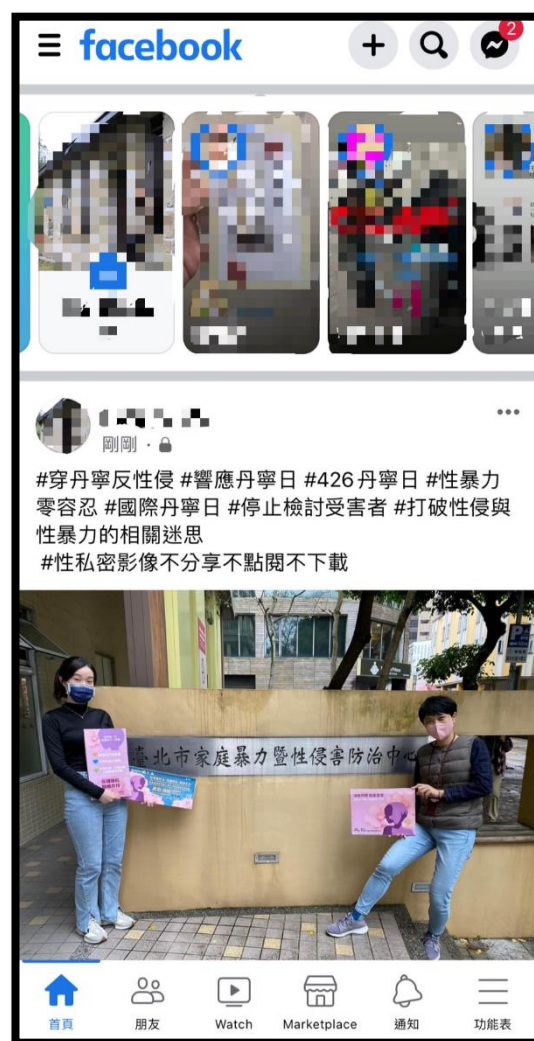 facebook
2
剛剛
#穿丹寧反性侵 #響應丹寧日 #426丹寧日 #性暴力
零容忍 #國際丹寧日 #停止檢討受害者 #打破性侵與
性暴力的相關迷思
#性私密影像不分享不點閱不下載
臺北市家庭暴力暨性侵害防治中心
首頁
朋友
Watch
Marketplace
通知
功能表